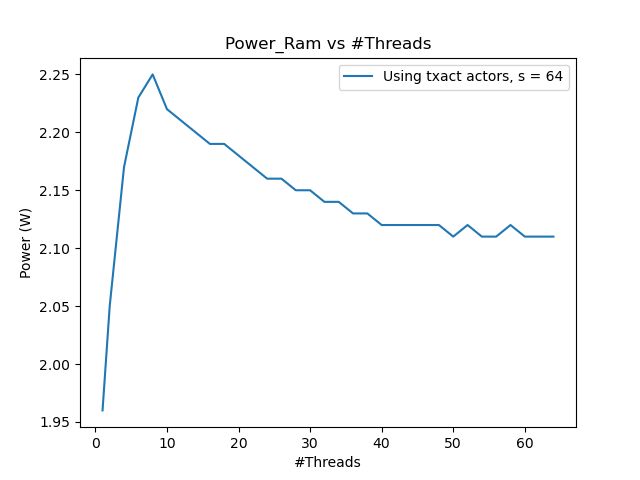 Power_Ram vs #Threads
Using txact actors, s = 64
Power (W)
2.25
2.20
2.15
2.10
2.05
2.00
1.95
0 10 20 30 40 50 60
#Threads